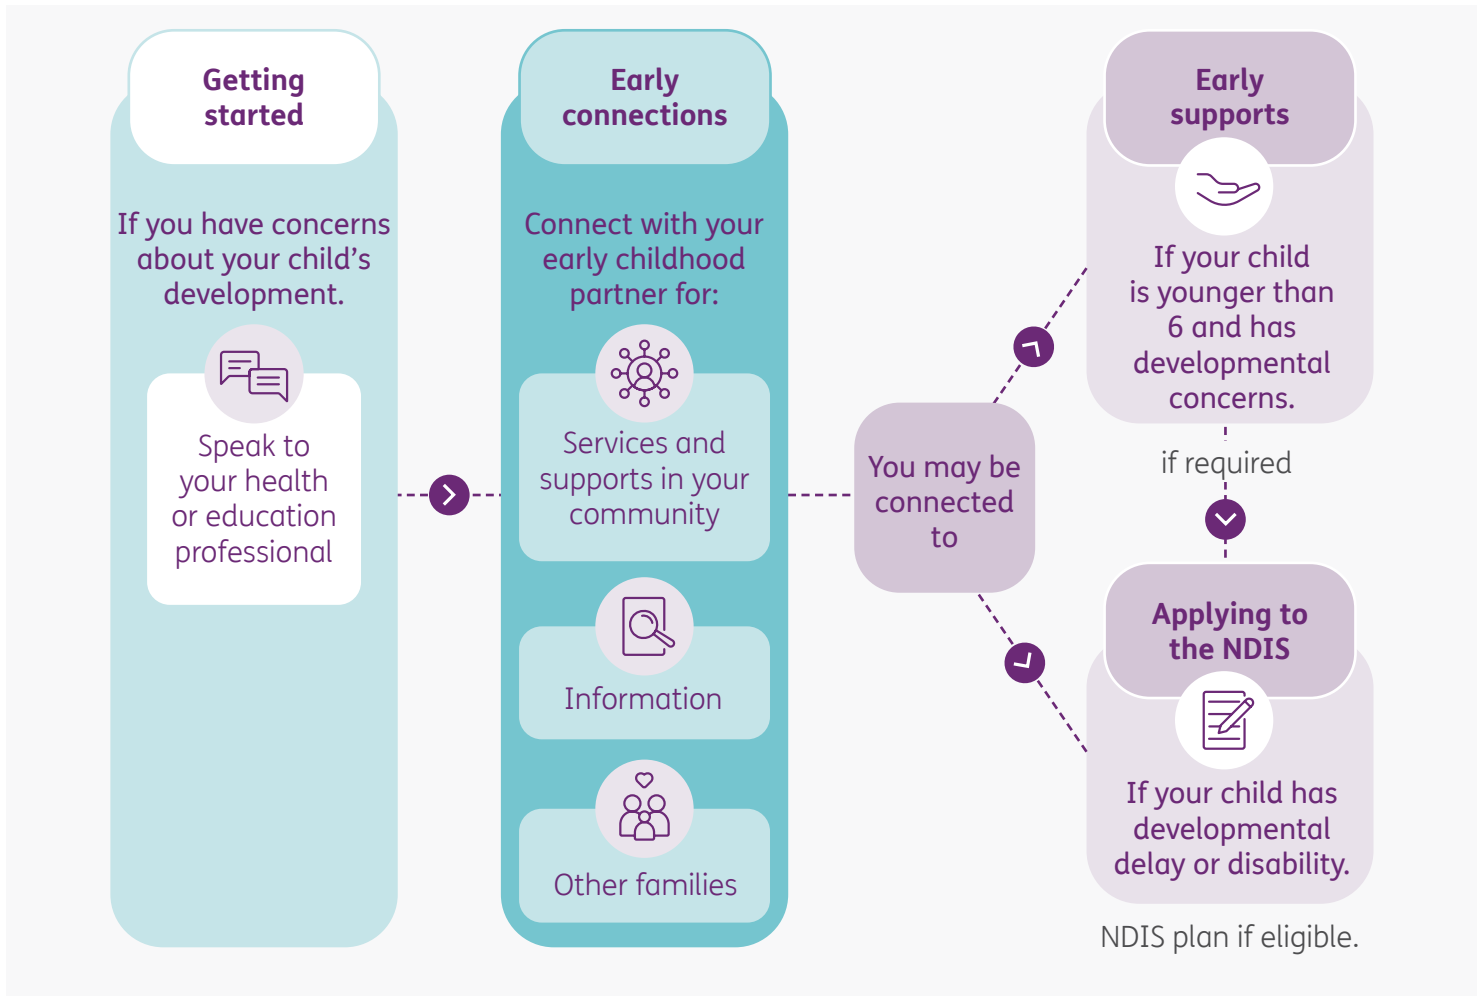 Getting
started
If you have concerns
about your child’s
development.
Speak to
your health
or education
professional
Early
connections
Connect with your
early childhood
partner for:
Services and
supports in your
community
Information
Other families
You may be
connected
to
Early
supports
If your child
is younger than
6 and has
developmental
concerns.
if required
Applying to
the NDIS
If your child has
developmental
delay or disability.
NDIS plan if eligible.